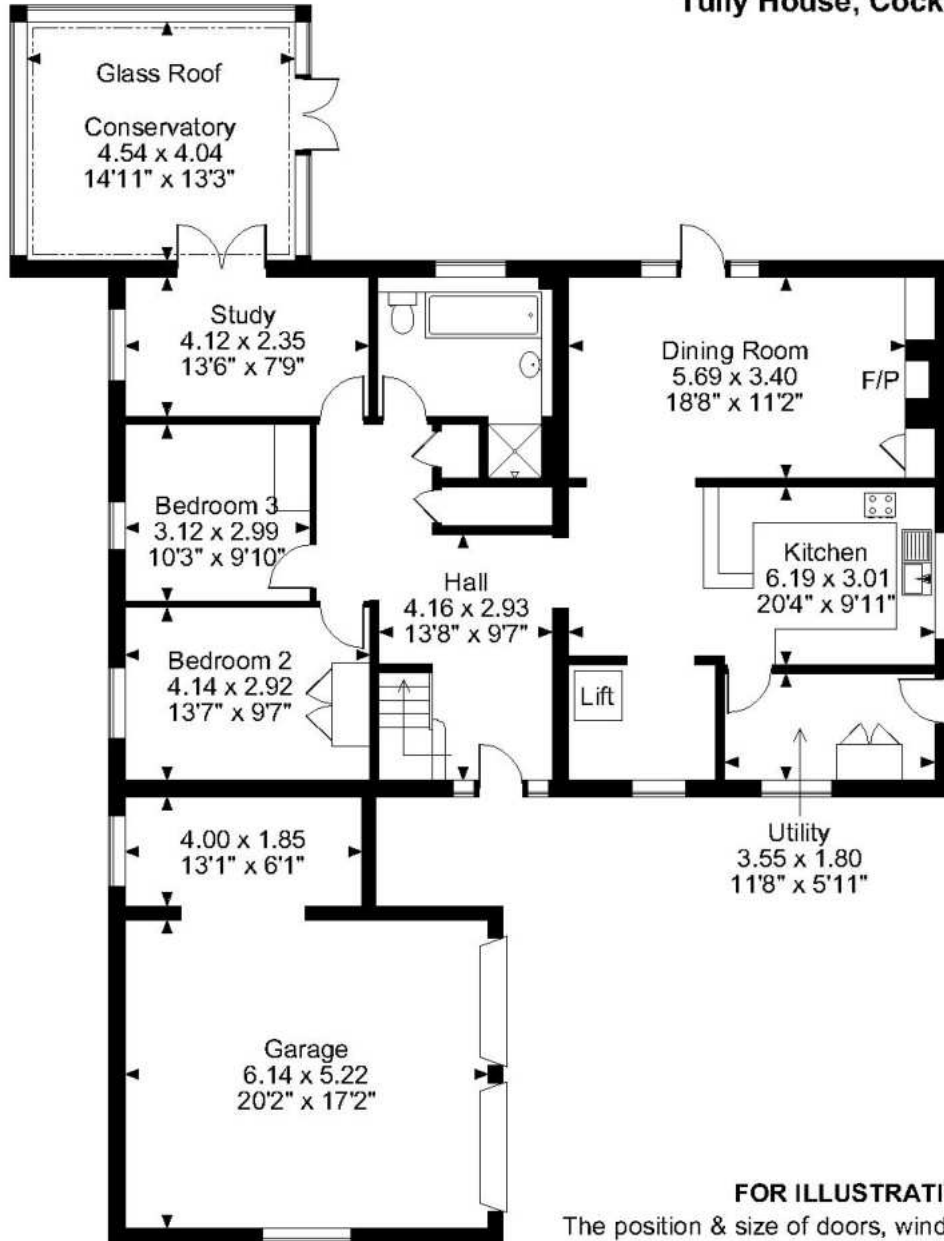 Tully House, Cock
Glass Roof
Conservatory
4.54 x 4.04
14'11" x 13'3"
Study
4.12 x 2.35
13'6" x 7'9"
Dining Room
5.69 x 3.40
18'8" x 11'2"
F/P
Bedroom 3
3.12 x 2.99
10'3" x 9'10"
Kitchen
6.19 x 3.01
20'4" x 9'11"
Hall
4.16 x 2.93
13'8" x 9'7"
Bedroom 2
4.14 x 2.92
13'7" x 9'7"
Lift
4.00 x 1.85
13'1" x 6'1"
Utility
3.55 x 1.80
11'8" x 5'11"
Garage
6.14 x 5.22
20'2" x 17'2"
FOR ILLUSTRATI
The position & size of doors, wind